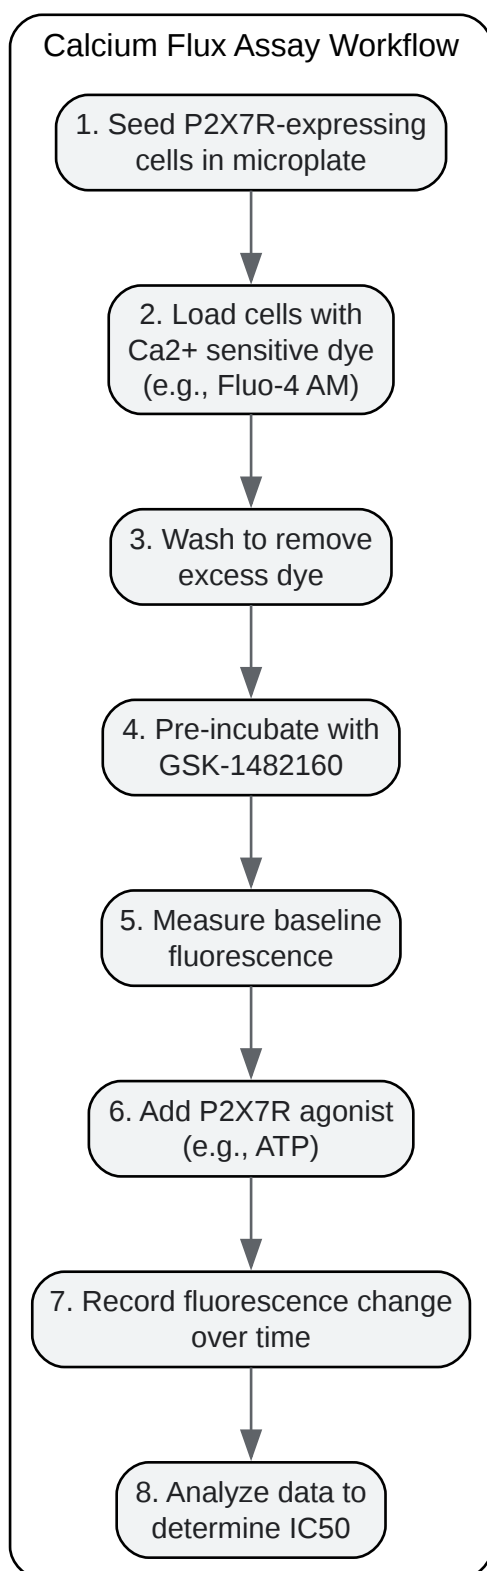 Calcium Flux Assay Workflow
1. Seed P2X7R-expressing
cells in microplate
2. Load cells with
Ca2+ sensitive dye
(e.g., Fluo-4 AM)
3. Wash to remove
excess dye
4. Pre-incubate with
GSK-1482160
5. Measure baseline
fluorescence
6. Add P2X7R agonist
(e.g., ATP)
7. Record fluorescence change
over time
8. Analyze data to
determine IC50